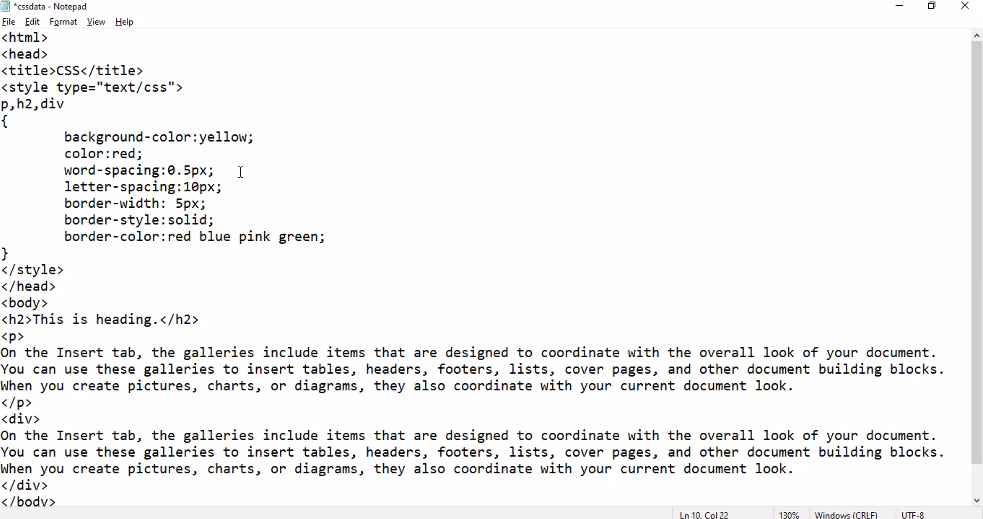 *cssdata - Notepad
File Edit Format View Help
<html>
<head>
<title>CSS</title>
<style type="text/css">
p,h2,div
{
background-color:yellow;
color:red;
word-spacing:0.5px;
letter-spacing:10px;
border-width: 5px;
border-style:solid;
border-color:red blue pink green;
}
</style>
</head>
<body>
<h2>This is heading.</h2>
<p>
On the Insert tab, the galleries include items that are designed to coordinate with the overall look of your document.
You can use these galleries to insert tables, headers, footers, lists, cover pages, and other document building blocks.
When you create pictures, charts, or diagrams, they also coordinate with your current document look.
</p>
<div>
On the Insert tab, the galleries include items that are designed to coordinate with the overall look of your document.
You can use these galleries to insert tables, headers, footers, lists, cover pages, and other document building blocks.
When you create pictures, charts, or diagrams, they also coordinate with your current document look.
</div>
</body>
Ln 10, Col 22 130% Windows (CRLF) UTF-8